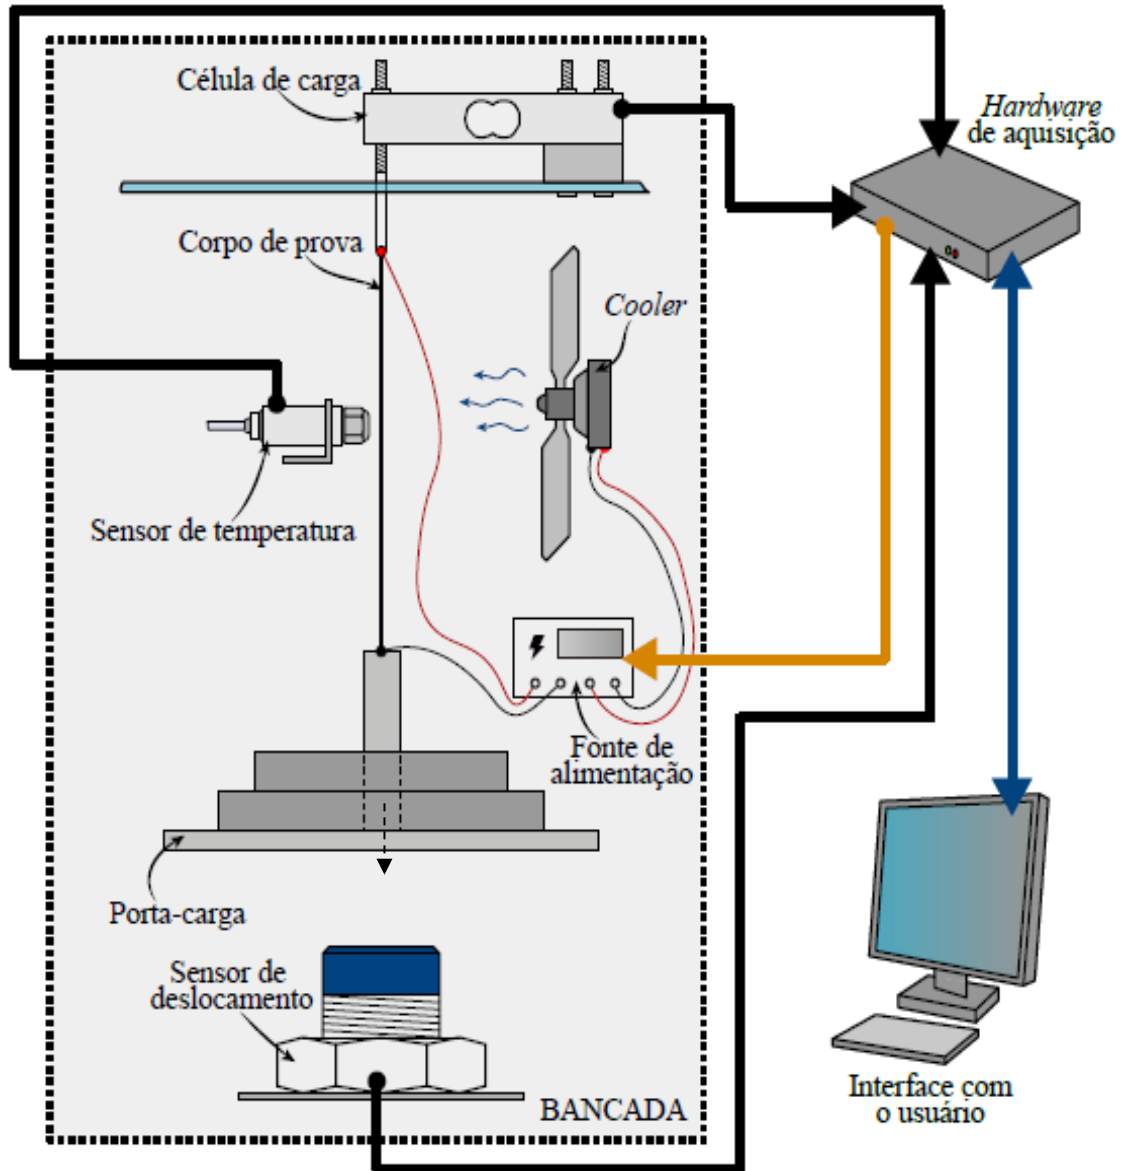 Célula de carga
Hardware
de aquisição
Corpo de prova
Cooler
Sensor de temperatura
Fonte de
alimentação
Porta-carga
Sensor de
deslocamento
BANCADA
Interface com
o usuário